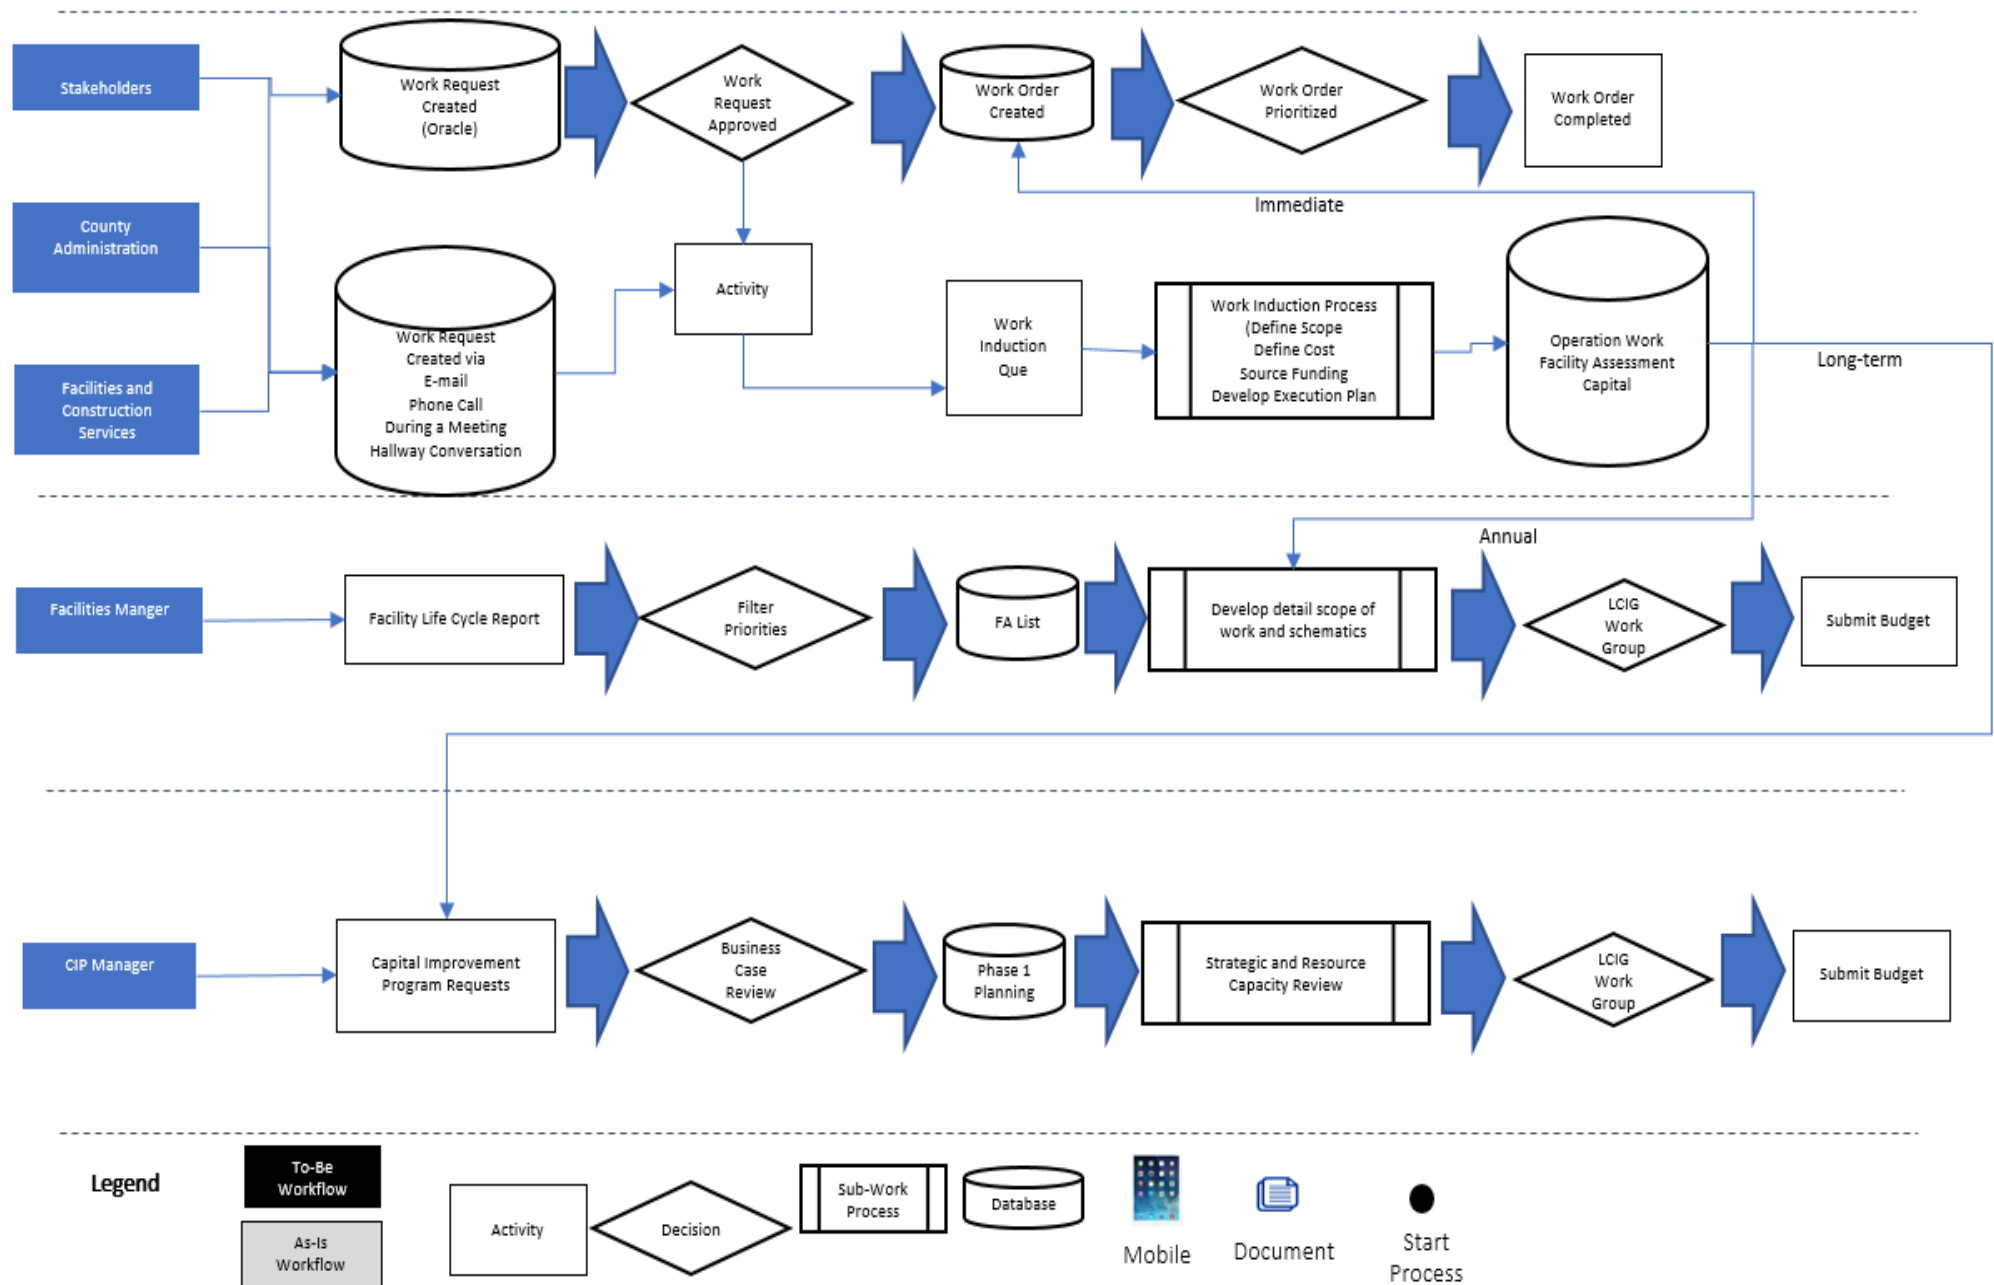 Stakeholders
Work Request
Created
(Oracle)
Work
Request
Approved
Work Order
Created
Work Order
Prioritized
Work Order
Completed
Immediate
County
Administration
Work Request
Created via
E-mail
Phone Call
During a Meeting
Hallway Conversation
Activity
Work
Induction
Que
Work Induction Process
(Define Scope
Define Cost
Source Funding
Develop Execution Plan
Operation Work
Facility Assessment
Capital
Long-term
Facilities and
Construction
Services
Annual
Facilities Manger
Facility Life Cycle Report
Filter
Priorities
FA List
Develop detail scope of
work and schematics
LCIG
Work
Group
Submit Budget
CIP Manager
Capital Improvement
Program Requests
Business
Case
Review
Phase 1
Planning
Strategic and Resource
Capacity Review
LCIG
Work
Group
Submit Budget
Legend
To-Be
Workflow
As-Is
Workflow
Activity
Decision
Sub-Work
Process
Database
Mobile
Document
Start
Process